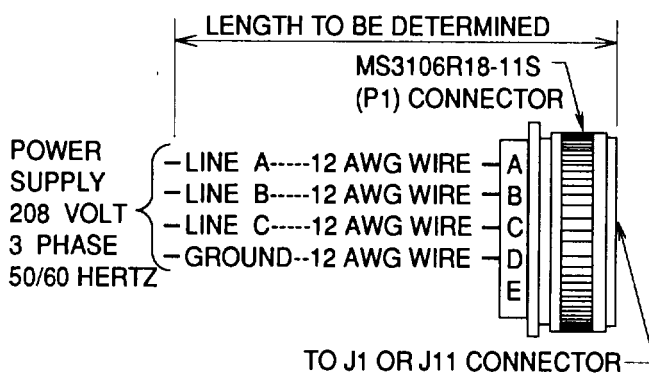 LENGTH TO BE DETERMINED
MS3106R18-11S
(P1) CONNECTOR
POWER
SUPPLY
208 VOLT
3 PHASE
50/60 HERTZ
LINE A-----12 AWG WIRE A
LINE B-----12 AWG WIRE B
LINE C-----12 AWG WIRE C
GROUND--12 AWG WIRE D
E
TO J1 OR J11 CONNECTOR